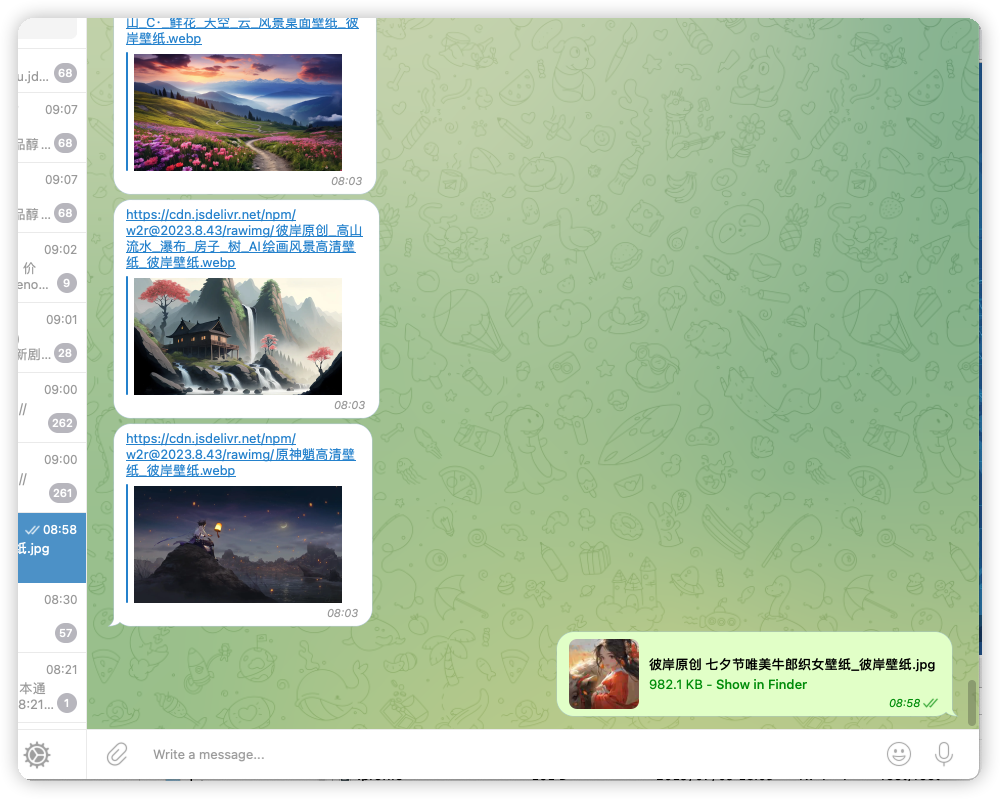 山_C·_鲜花_天空_云_风景桌面壁纸_彼
岸壁纸.webp
08:03
https://cdn.jsdelivr.net/npm/
w2r@2023.8.43/rawimg/彼岸原创_高山
流水_瀑布_房子_树_AI绘画风景高清壁
纸_彼岸壁纸.webp
08:03
https://cdn.jsdelivr.net/npm/
w2r@2023.8.43/rawimg/原神魈高清壁
纸_彼岸壁纸.webp
08:03
彼岸原创 七夕节唯美牛郎织女壁纸_彼岸壁纸.jpg
982.1 KB - Show in Finder
08:58
u.jd... 68
09:07
品醇 ... 68
09:07
品醇 ... 68
09:02
价
eno... 9
09:01
新剧... 28
09:00
//
262
09:00
//
261
08:58
纸.jpg
08:30
57
08:21
本通
8:21... 1
Write a message...